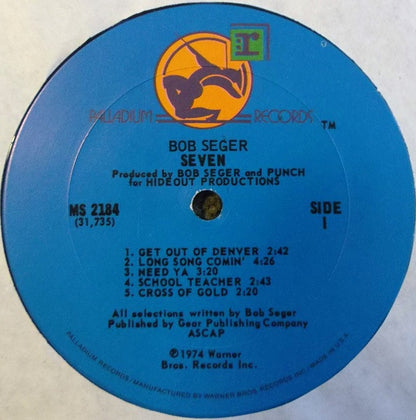 r
PALLADIUM RECORDS
TM
BOB SEGER
SEVEN
Produced by BOB SEGER and PUNCH
for HIDEOUT PRODUCTIONS
MS 2184
(31,735)
SIDE
1
1. GET OUT OF DENVER 2:42
2. LONG SONG COMIN' 4:26
3. NEED YA 3:20
4. SCHOOL TEACHER 2:43
5. CROSS OF GOLD 2:20
All selections written by Bob Seger
Published by Gear Publishing Company
ASCAP
©1974 Warner
Bros. Records Inc.
PALLADIUM RECORDS/MANUFACTURED BY WARNER BROS. RECORDS INC./MADE IN U.S.A.